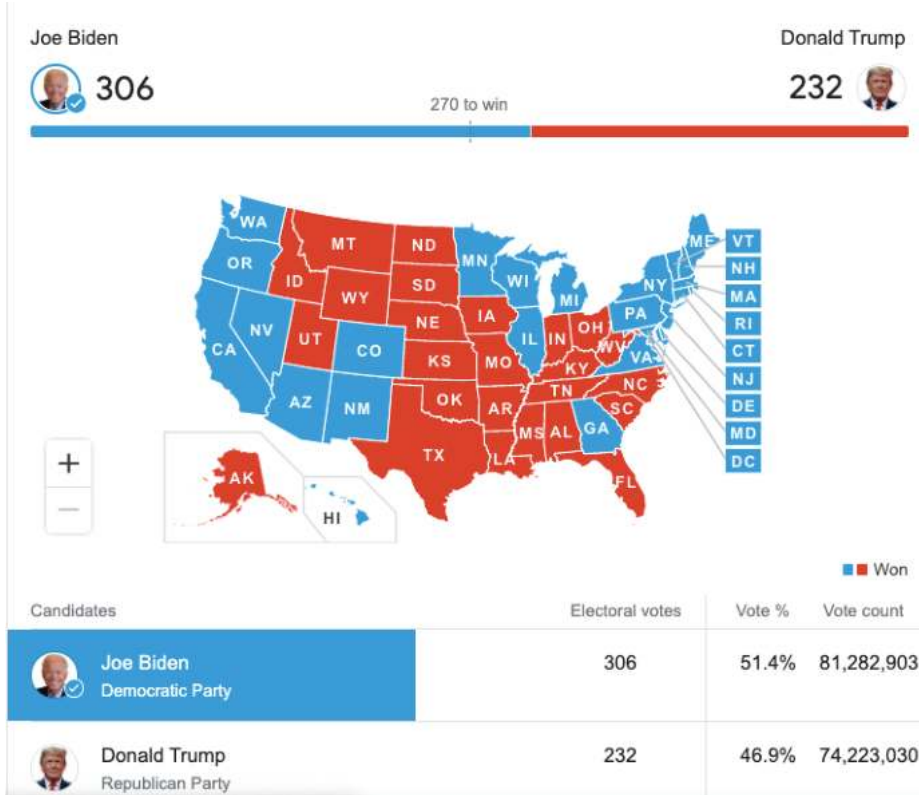 Joe Biden
Donald Trump
306
232
270 to win
WA
OR
CA
NV
ID
MT
WY
UT
AZ
CO
NM
ND
SD
NE
KS
OK
TX
MN
IA
MO
AR
LA
WI
IL
MI
IN
OH
KY
TN
MS
AL
GA
FL
SC
NC
WV
VA
PA
NY
ME
VT
NH
MA
RI
CT
NJ
DE
MD
DC
AK
HI
+
−
Won
Candidates Electoral votes Vote % Vote count
Joe Biden 306 51.4% 81,282,903
Democratic Party
Donald Trump 232 46.9% 74,223,030
Republican Party